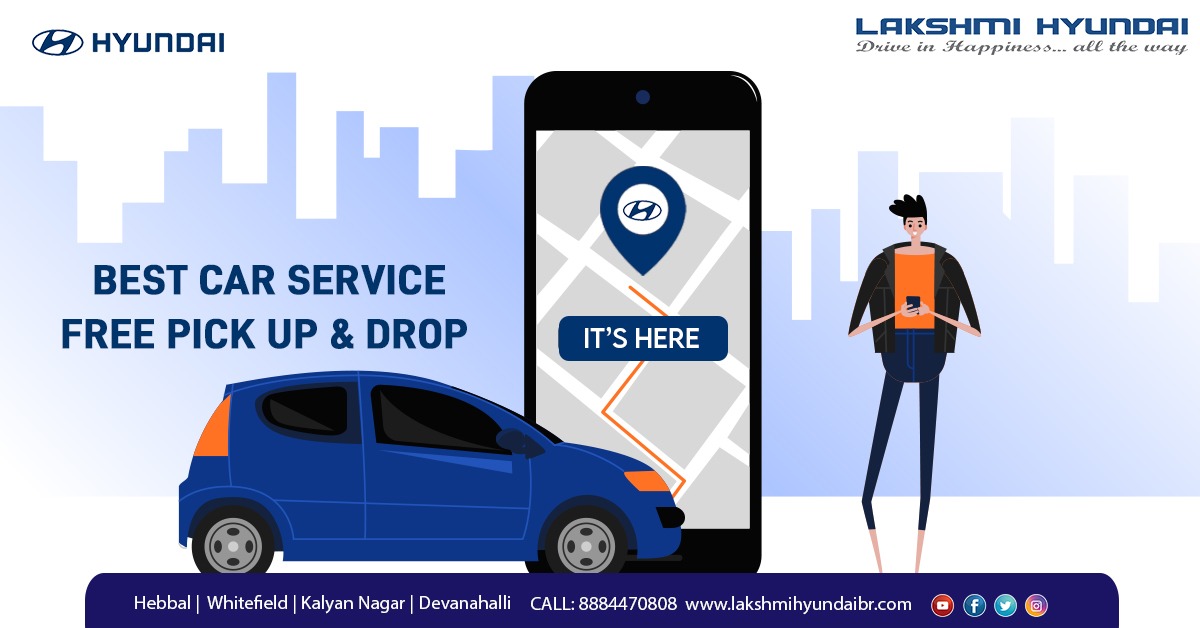 HYUNDAI
LAKSHMI HYUNDAI
Drive in Happiness... all the way
BEST CAR SERVICE
FREE PICK UP & DROP
IT'S HERE
Hebbal | Whitefield | Kalyan Nagar | Devanahalli CALL: 8884470808 www.lakshmihyundaibr.com